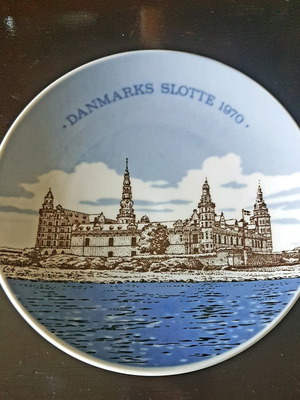 · DANMARKS SLOTTE 1970 ·